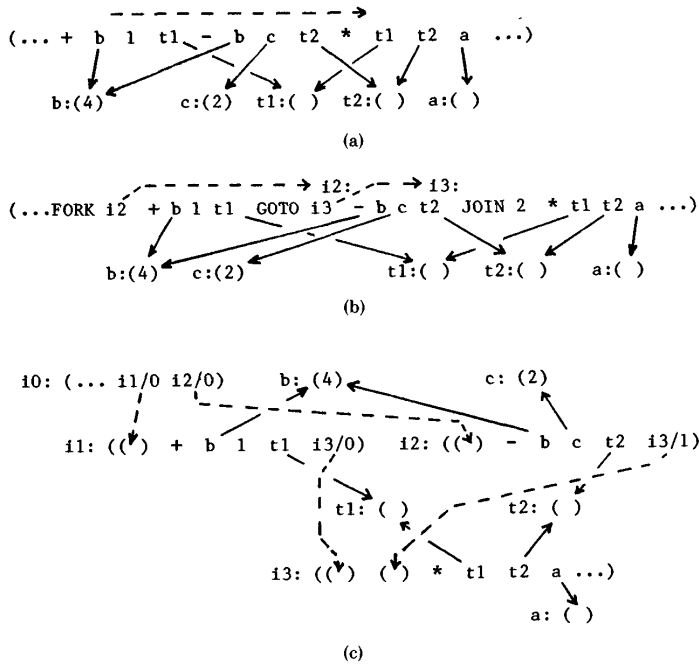 (... + b 1 t1 - b c t2 * t1 t2 a ...)
b:(4) c:(2) t1:( ) t2:( ) a:( )
(a)
i2: i3:
(...FORK i2 + b 1 t1 GOTO i3 - b c t2 JOIN 2 * t1 t2 a ...)
b:(4) c:(2) t1:( ) t2:( ) a:( )
(b)
i0: (... i1/0 i2/0) b: (4) c: (2)
i1: (( ) + b 1 t1 i3/0) i2: (( ) - b c t2 i3/1)
t1: ( ) t2: ( )
i3: (( ) ( ) * t1 t2 a ...)
a: ( )
(c)